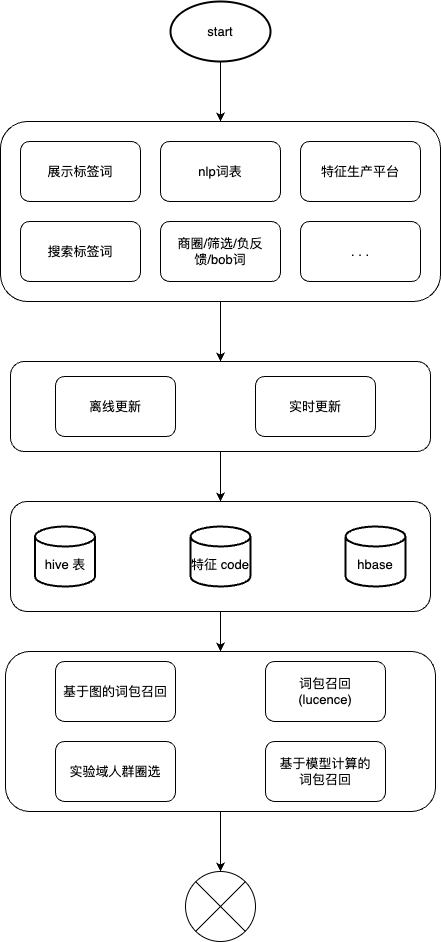 start
展示标签词
nlp词表
特征生产平台
搜索标签词
商圈/筛选/负反
馈/bob词
. . .
离线更新
实时更新
hive 表
特征 code
hbase
基于图的词包召回
词包召回
(lucence)
实验域人群圈选
基于模型计算的
词包召回